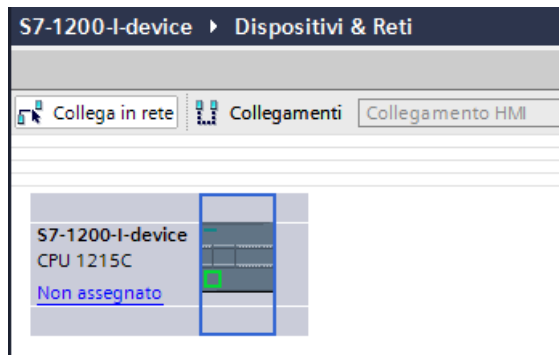 S7-1200-I-device ▸ Dispositivi & Reti
Collega in rete Collegamenti Collegamento HMI
S7-1200-I-device
CPU 1215C
Non assegnato